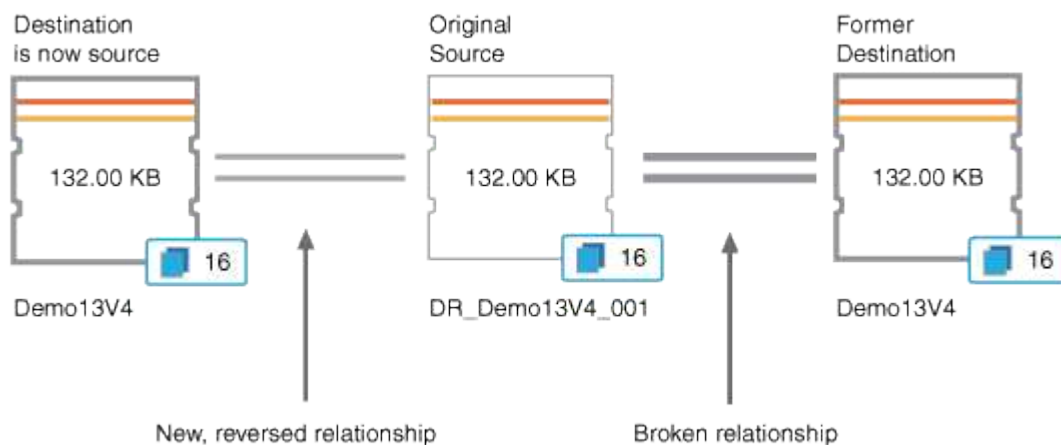 Destination
is now source
Original
Source
Former
Destination
132.00 KB
132.00 KB
132.00 KB
16
16
16
Demo13V4
DR_Demo13V4_001
Demo13V4
New, reversed relationship
Broken relationship